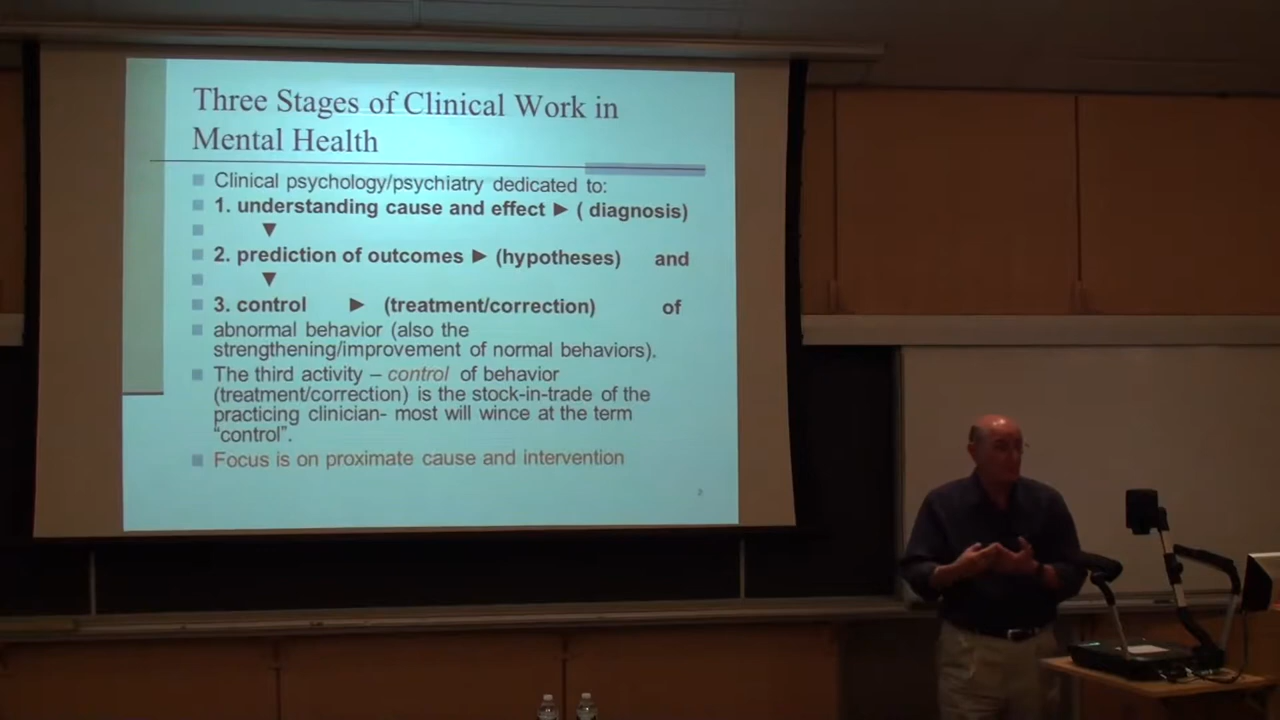 Three Stages of Clinical Work in
Mental Health
Clinical psychology/psychiatry dedicated to:
1. understanding cause and effect ► ( diagnosis)
▼
2. prediction of outcomes ► (hypotheses) and
▼
3. control ► (treatment/correction) of
abnormal behavior (also the
strengthening/improvement of normal behaviors).
The third activity – control of behavior
(treatment/correction) is the stock-in-trade of the
practicing clinician- most will wince at the term
“control”.
Focus is on proximate cause and intervention